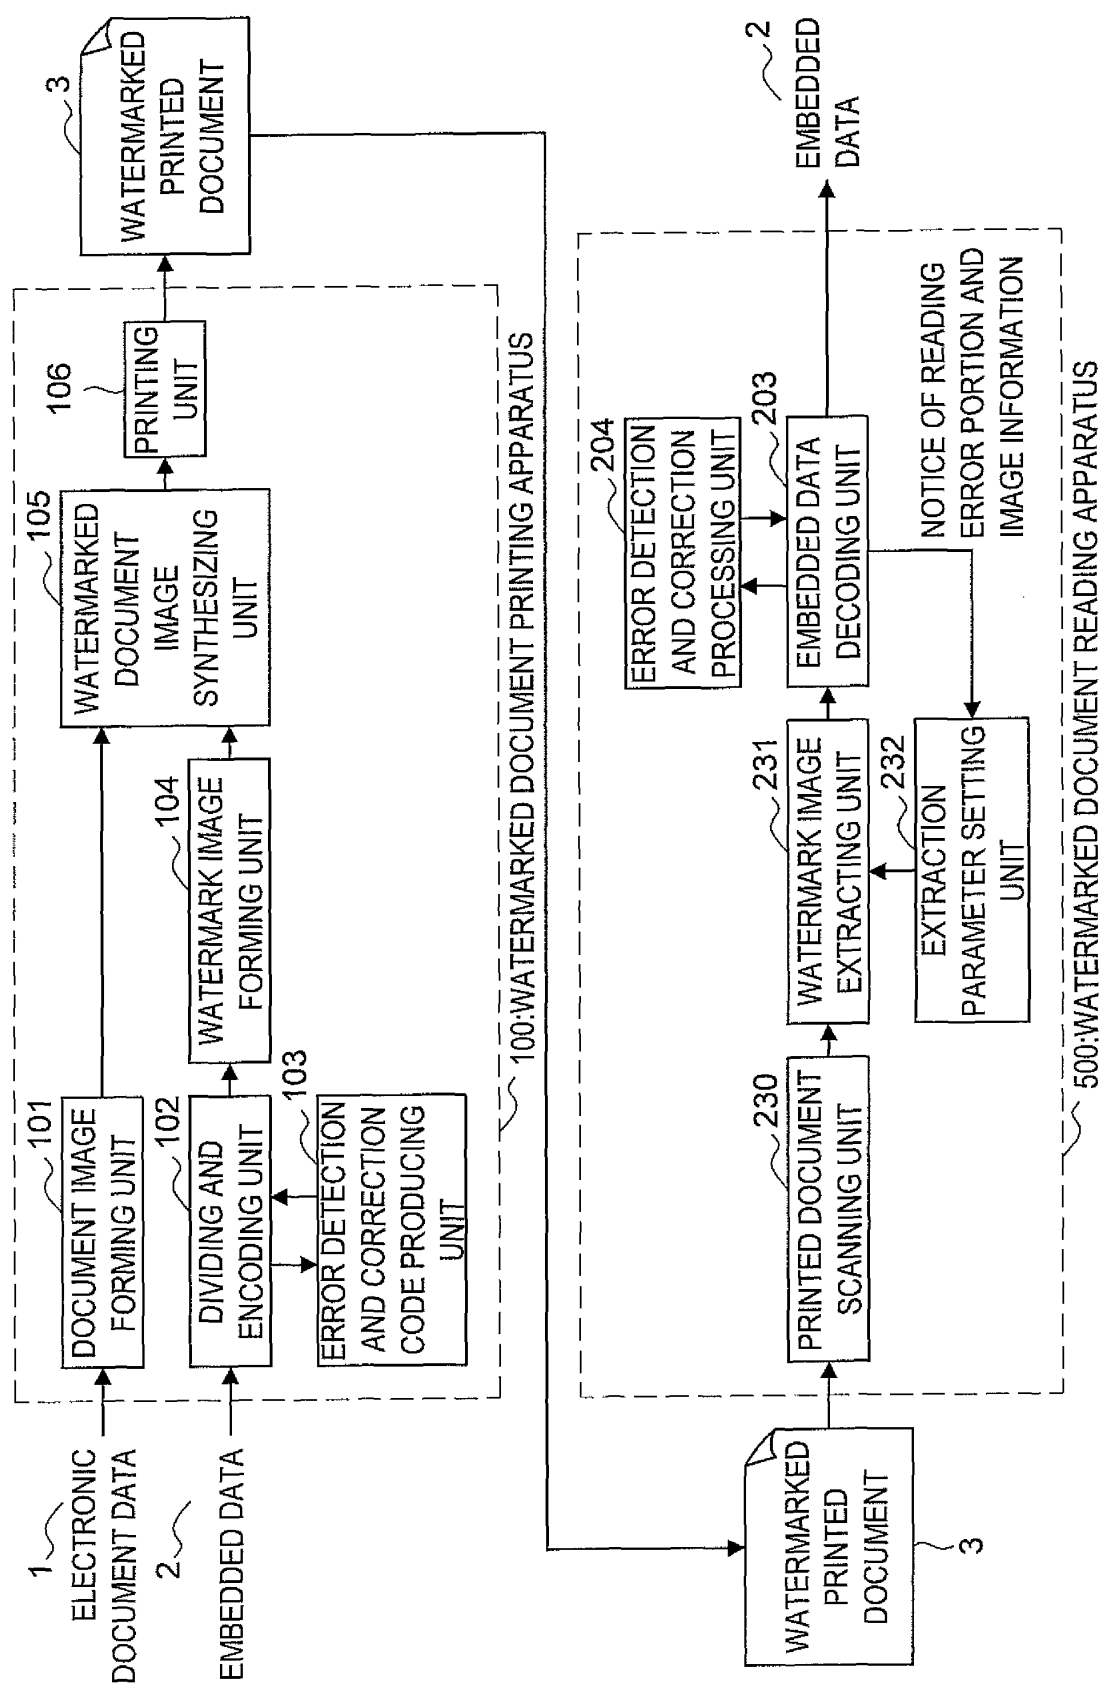 1
ELECTRONIC
DOCUMENT DATA
2
EMBEDDED DATA
101
DOCUMENT IMAGE
FORMING UNIT
102
DIVIDING AND
ENCODING UNIT
103
ERROR DETECTION
AND CORRECTION
CODE PRODUCING
UNIT
104
WATERMARK IMAGE
FORMING UNIT
105
WATERMARKED
DOCUMENT
IMAGE
SYNTHESIZING
UNIT
106
PRINTING
UNIT
3
WATERMARKED
PRINTED
DOCUMENT
100:WATERMARKED DOCUMENT PRINTING APPARATUS
WATERMARKED
PRINTED
DOCUMENT
3
230
PRINTED DOCUMENT
SCANNING UNIT
231
WATERMARK IMAGE
EXTRACTING UNIT
232
EXTRACTION
PARAMETER SETTING
UNIT
204
ERROR DETECTION
AND CORRECTION
PROCESSING UNIT
203
EMBEDDED DATA
DECODING UNIT
NOTICE OF READING
ERROR PORTION AND
IMAGE INFORMATION
2
EMBEDDED
DATA
500:WATERMARKED DOCUMENT READING APPARATUS